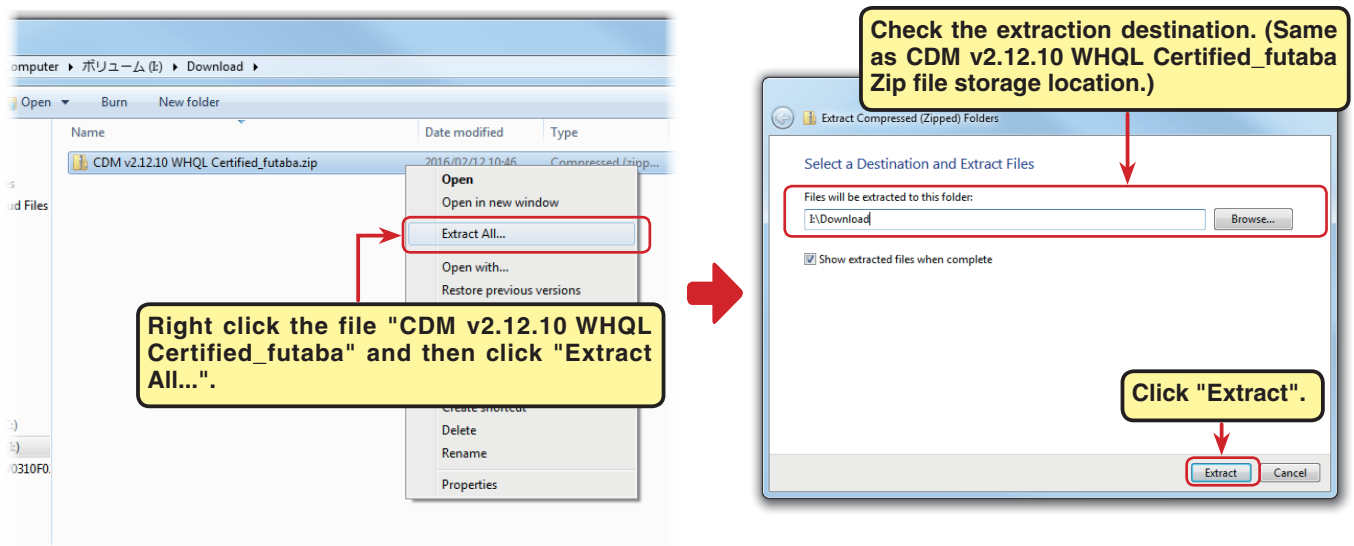 Check the extraction destination. (Same
as CDM v2.12.10 WHQL Certified_futaba
Zip file storage location.)
Computer ▸ ボリューム (I:) ▸ Download ▸
Open Burn New folder
Name Date modified Type
CDM v2.12.10 WHQL Certified_futaba.zip 2016/02/12 10:46 Compressed (zipp...
ud Files
Open
Open in new window
Extract All...
Open with...
Restore previous versions
Right click the file "CDM v2.12.10 WHQL
Certified_futaba" and then click "Extract
All...".
Create shortcut
Delete
Rename
Properties
:)
I:)
/0310F0.
Extract Compressed (Zipped) Folders
Select a Destination and Extract Files
Files will be extracted to this folder:
I:\Download
Browse...
Show extracted files when complete
Click "Extract".
Extract Cancel